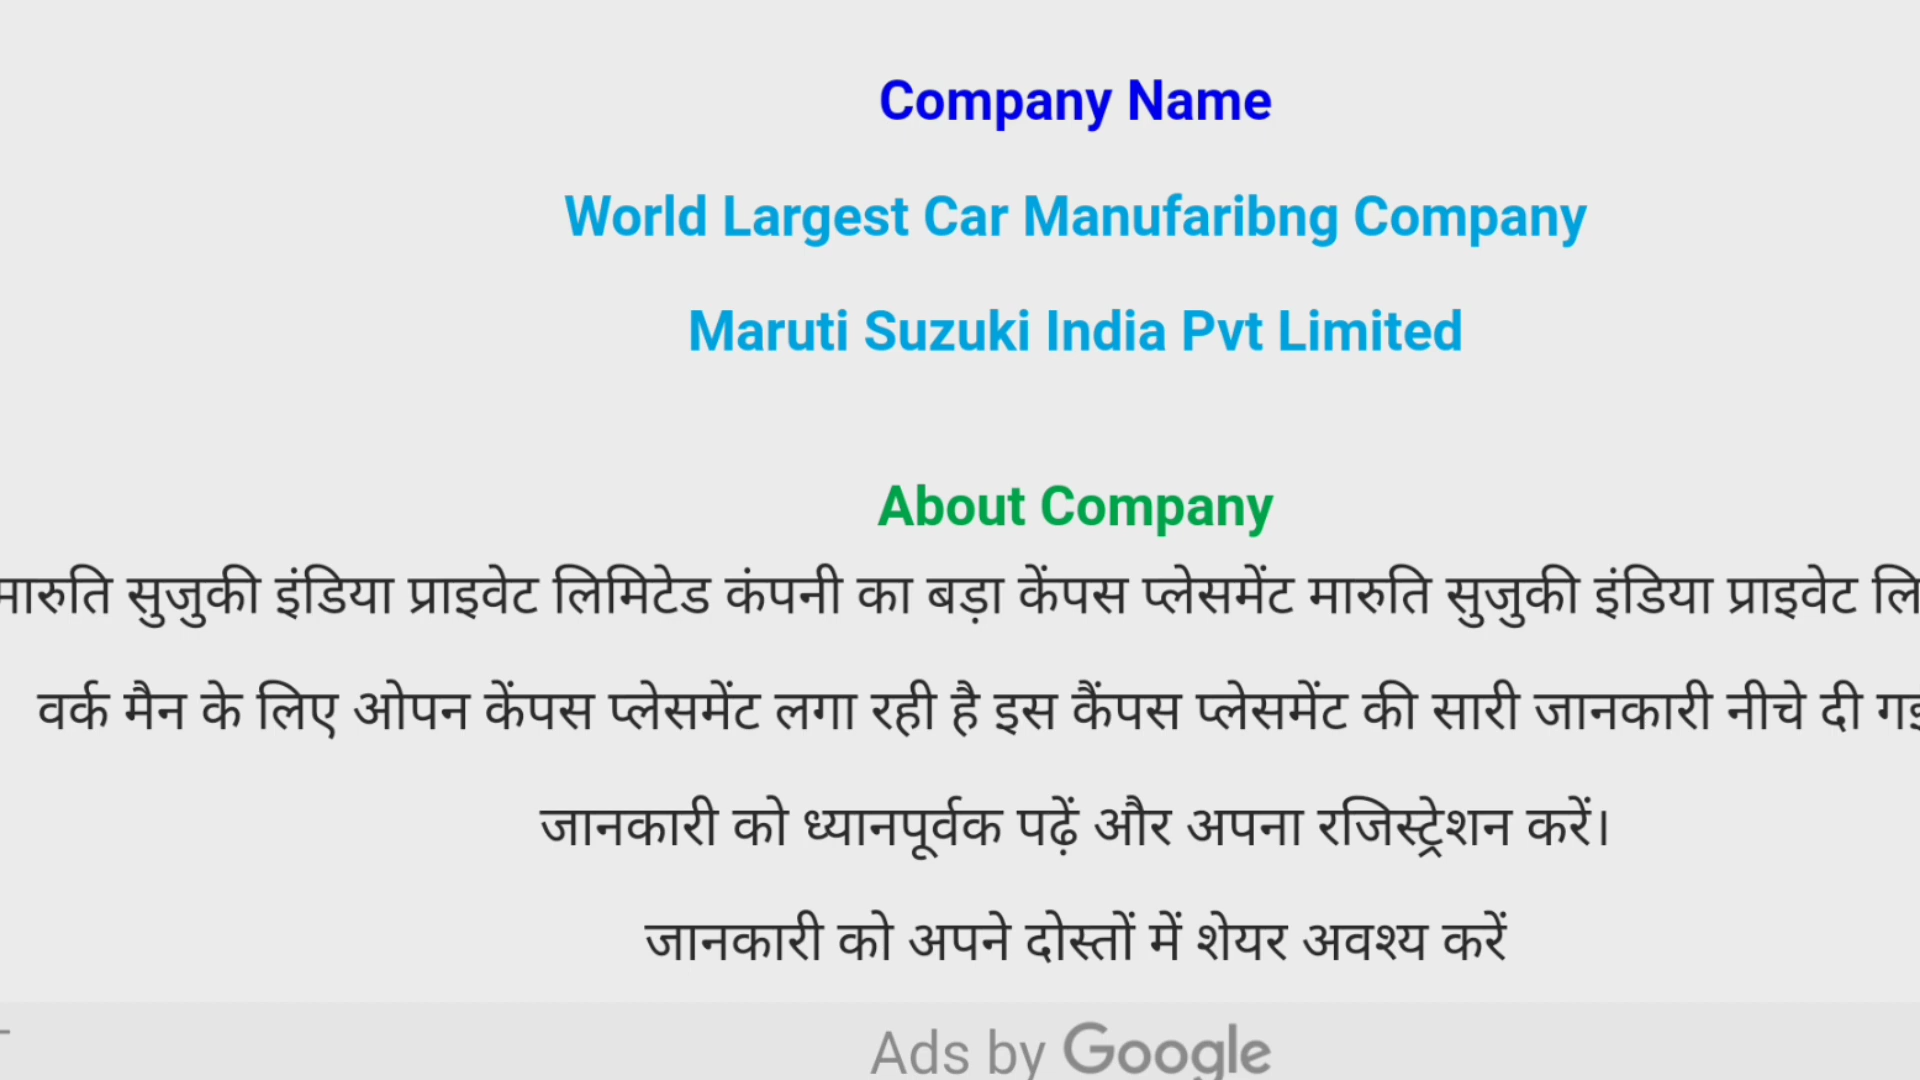 Company Name
World Largest Car Manufaribng Company
Maruti Suzuki India Pvt Limited
About Company
मारुति सुजुकी इंडिया प्राइवेट लिमिटेड कंपनी का बड़ा केंपस प्लेसमेंट मारुति सुजुकी इंडिया प्राइवेट
वर्क मैन के लिए ओपन केंपस प्लेसमेंट लगा रही है इस कैंपस प्लेसमेंट की सारी जानकारी नीचे दी
जानकारी को ध्यानपूर्वक पढ़ें और अपना रजिस्ट्रेशन करें।
जानकारी को अपने दोस्तों में शेयर अवश्य करें
Ads by Google